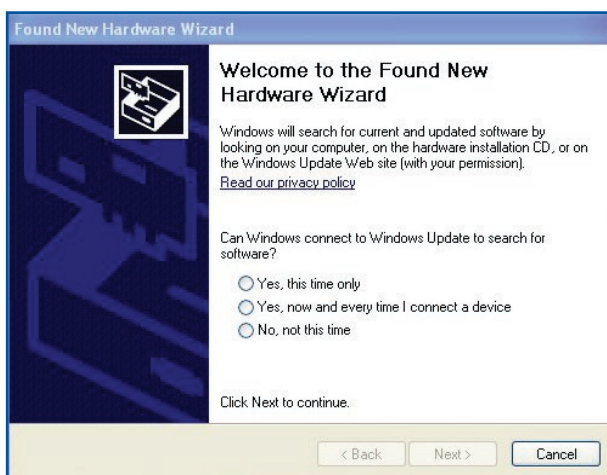 Found New Hardware Wizard
Welcome to the Found New
Hardware Wizard
Windows will search for current and updated software by
looking on your computer, on the hardware installation CD, or on
the Windows Update Web site (with your permission).
Read our privacy policy
Can Windows connect to Windows Update to search for
software?
Yes, this time only
Yes, now and every time I connect a device
No, not this time
Click Next to continue.
< Back
Next >
Cancel